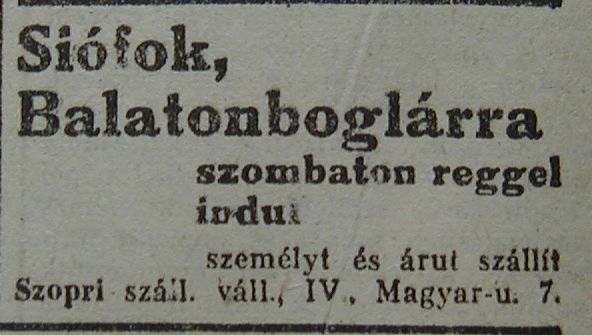 Siófok,
Balatonboglárra
szombaton reggel
indul
személyt és árut szállít
Szopri száll. váll., IV. Magyar-u. 7.